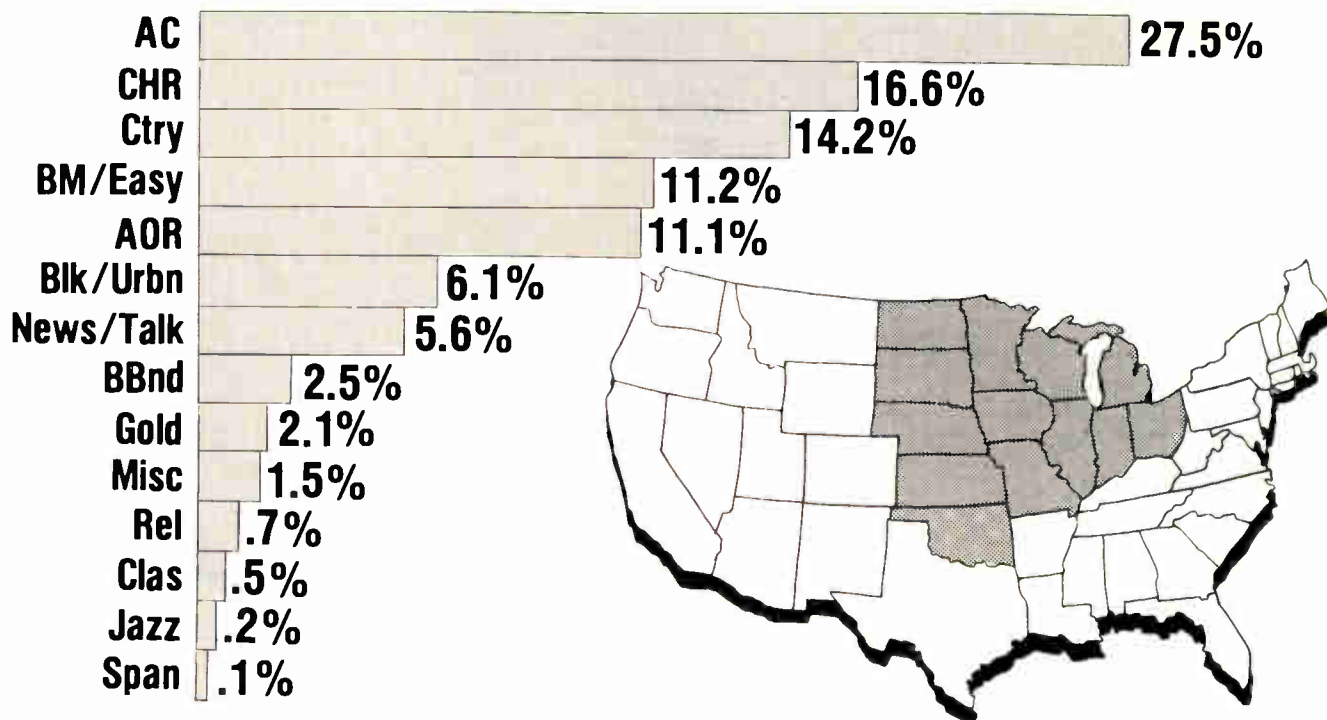 AC 27.5%
CHR 16.6%
Ctry 14.2%
BM/Easy 11.2%
AOR 11.1%
Blk/Urbn 6.1%
News/Talk 5.6%
BBnd 2.5%
Gold 2.1%
Misc 1.5%
Rel .7%
Clas .5%
Jazz .2%
Span .1%